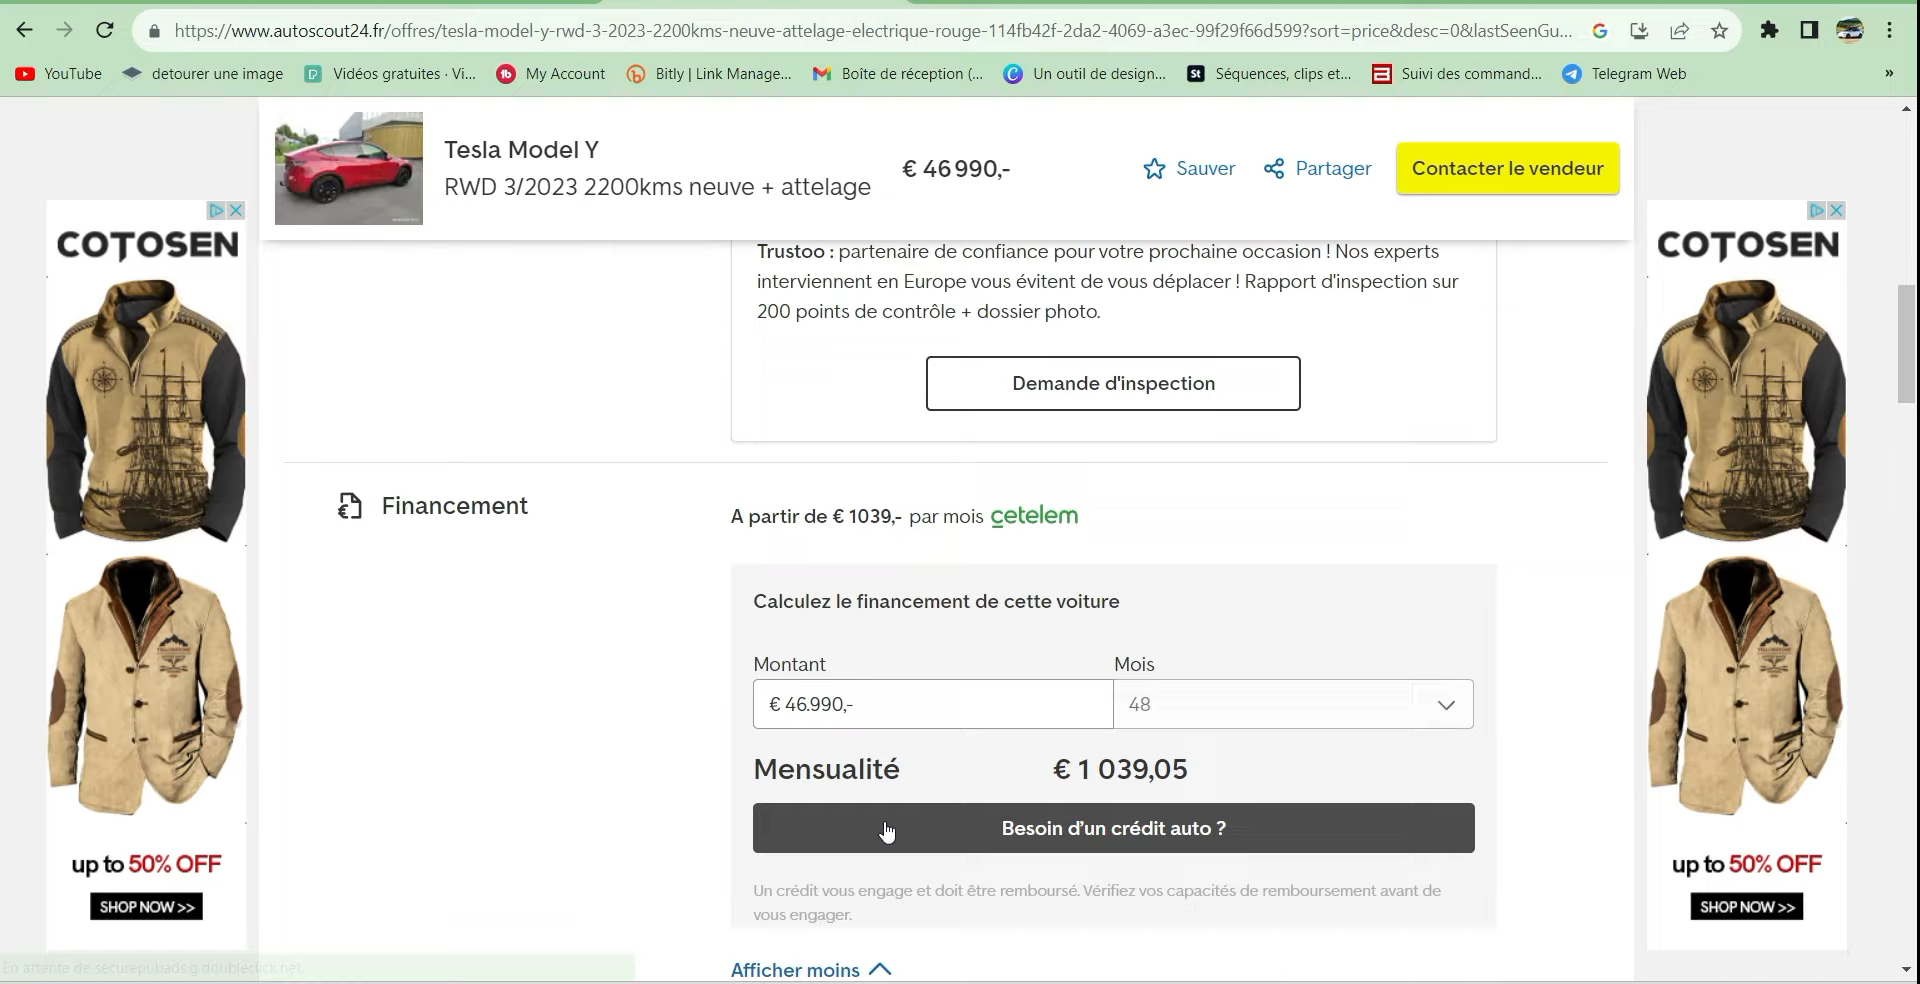 https://www.autoscout24.fr/offres/tesla-model-y-rwd-3-2023-2200kms-neuve-attelage-electrique-rouge-114fb42f-2da2-4069-a3ec-99f29f66d599?sort=price&desc=0&lastSeenGu...
YouTube detourer une image Vidéos gratuites · Vi... My Account Bitly | Link Manage... Boîte de réception (... Un outil de design... Séquences, clips et... Suivi des command... Telegram Web »
Tesla Model Y
RWD 3/2023 2200kms neuve + attelage
€ 46 990,-
Sauver
Partager
Contacter le vendeur
COTOSEN
up to 50% OFF
SHOP NOW >>
Trustoo : partenaire de confiance pour votre prochaine occasion ! Nos experts
interviennent en Europe vous évitent de vous déplacer ! Rapport d'inspection sur
200 points de contrôle + dossier photo.
Demande d'inspection
Financement
A partir de € 1039,- par mois cetelem
Calculez le financement de cette voiture
Montant Mois
€ 46.990,- 48
Mensualité € 1 039,05
Besoin d'un crédit auto ?
Un crédit vous engage et doit être remboursé. Vérifiez vos capacités de remboursement avant de
vous engager.
Afficher moins
COTOSEN
up to 50% OFF
SHOP NOW >>
En attente de securepubads.g.doubleclick.net...